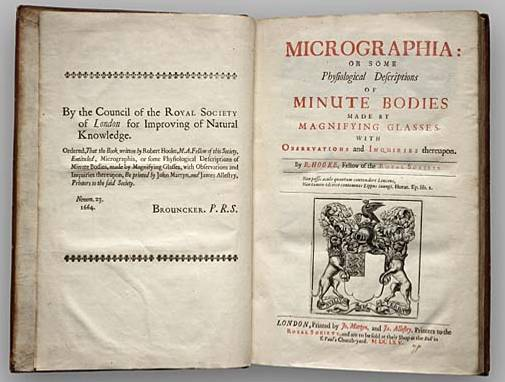 By the Council of the ROYAL SOCIETY
of London for Improving of Natural
Knowledge.
Ordered, That the Book written by Robert Hooke, M.A. Fellow of this Society,
Entituled, Micrographia, or some Physiological Descriptions of
Minute Bodies, made by Magnifying Glasses, with Observations and
Inquiries thereupon, Be printed by John Martyn, and James Allestry,
Printers to the said Society.
Novem. 23.
1664.
BROUNCKER. P.R.S.
MICROGRAPHIA:
OR SOME
Phyſiological Deſcriptions
OF
MINUTE BODIES
MADE BY
MAGNIFYING GLASSES
WITH
OBSERVATIONS and INQUIRIES thereupon.
By R. HOOKE, Fellow of the ROYAL SOCIETY.
Non poſſis oculo quantum contendere Linceus,
Non tamen idcirco contemnas Lippus inungi. Horat. Ep. lib. 1.
LONDON, Printed by Jo. Martyn, and Ja. Alleſtry, Printers to the
ROYAL SOCIETY, and are to be ſold at their Shop at the Bell in
S. Paul's Church-yard. M DC LX V.